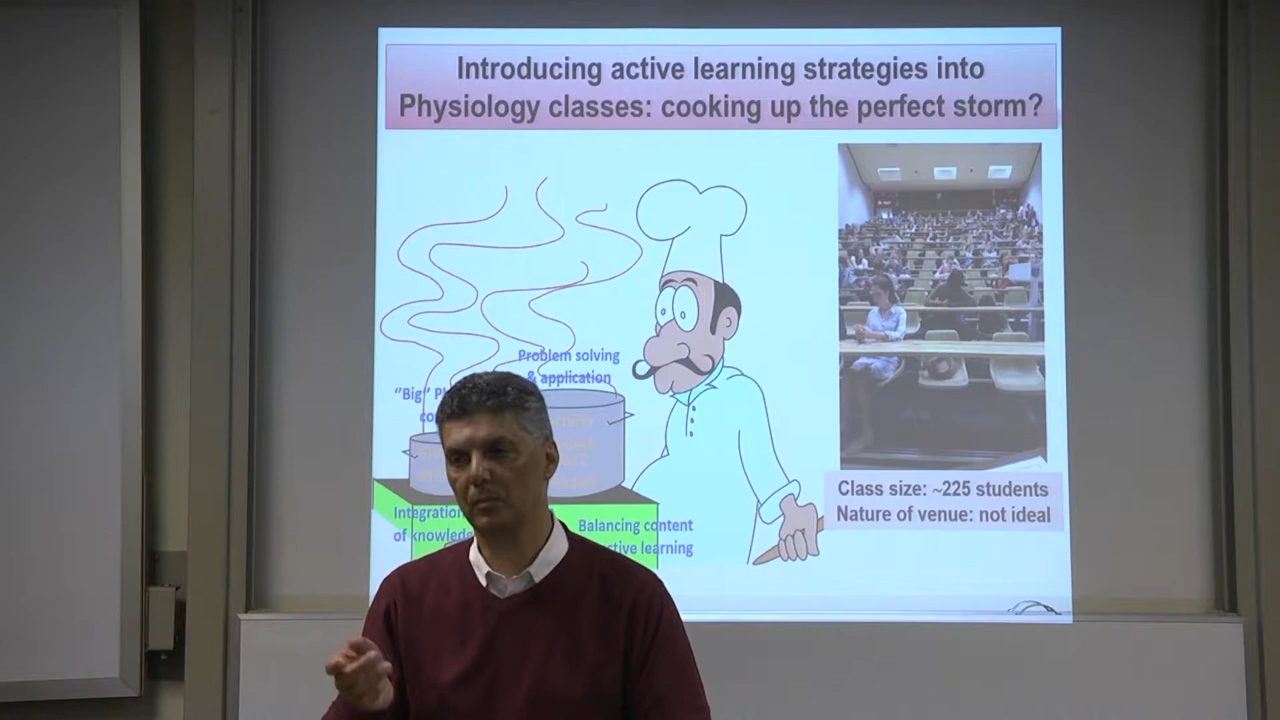 Introducing active learning strategies into
Physiology classes: cooking up the perfect storm?
Problem solving
& application
"Big"
Integration
of knowledge
Balancing content
active learning
Class size: ~225 students
Nature of venue: not ideal